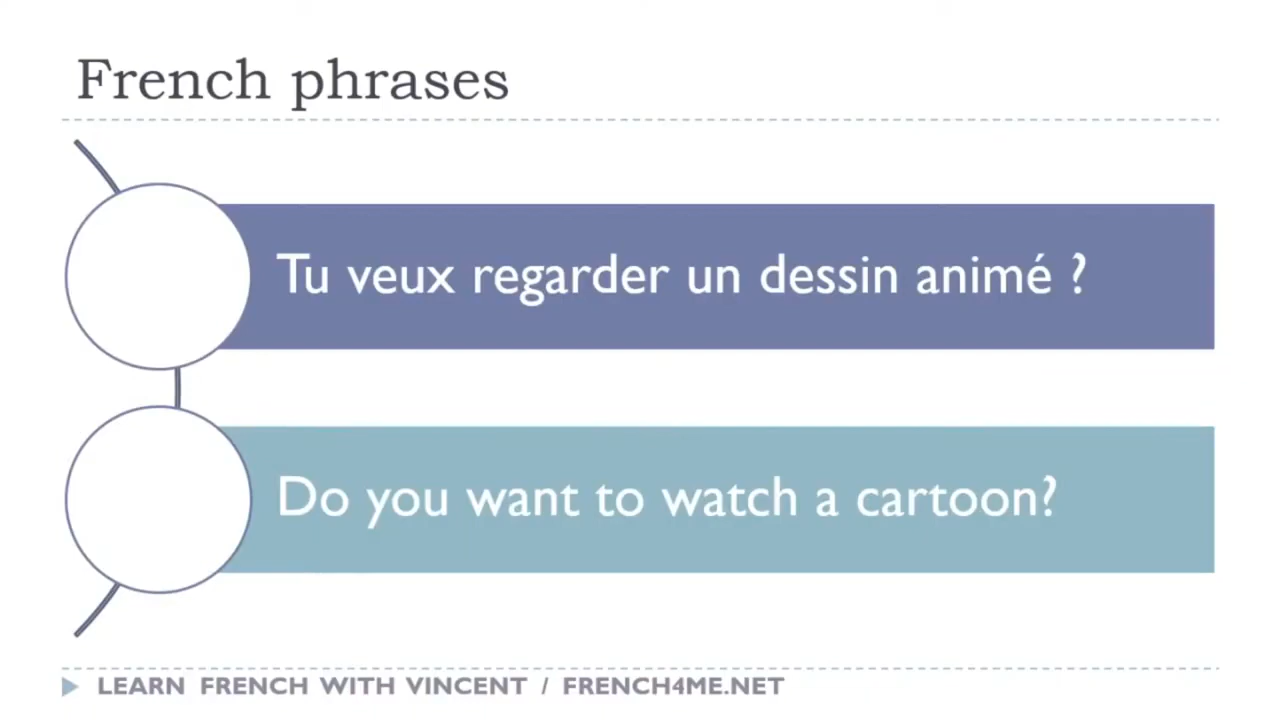 French phrases
Tu veux regarder un dessin animé ?
Do you want to watch a cartoon?
LEARN FRENCH WITH VINCENT / FRENCH4ME.NET